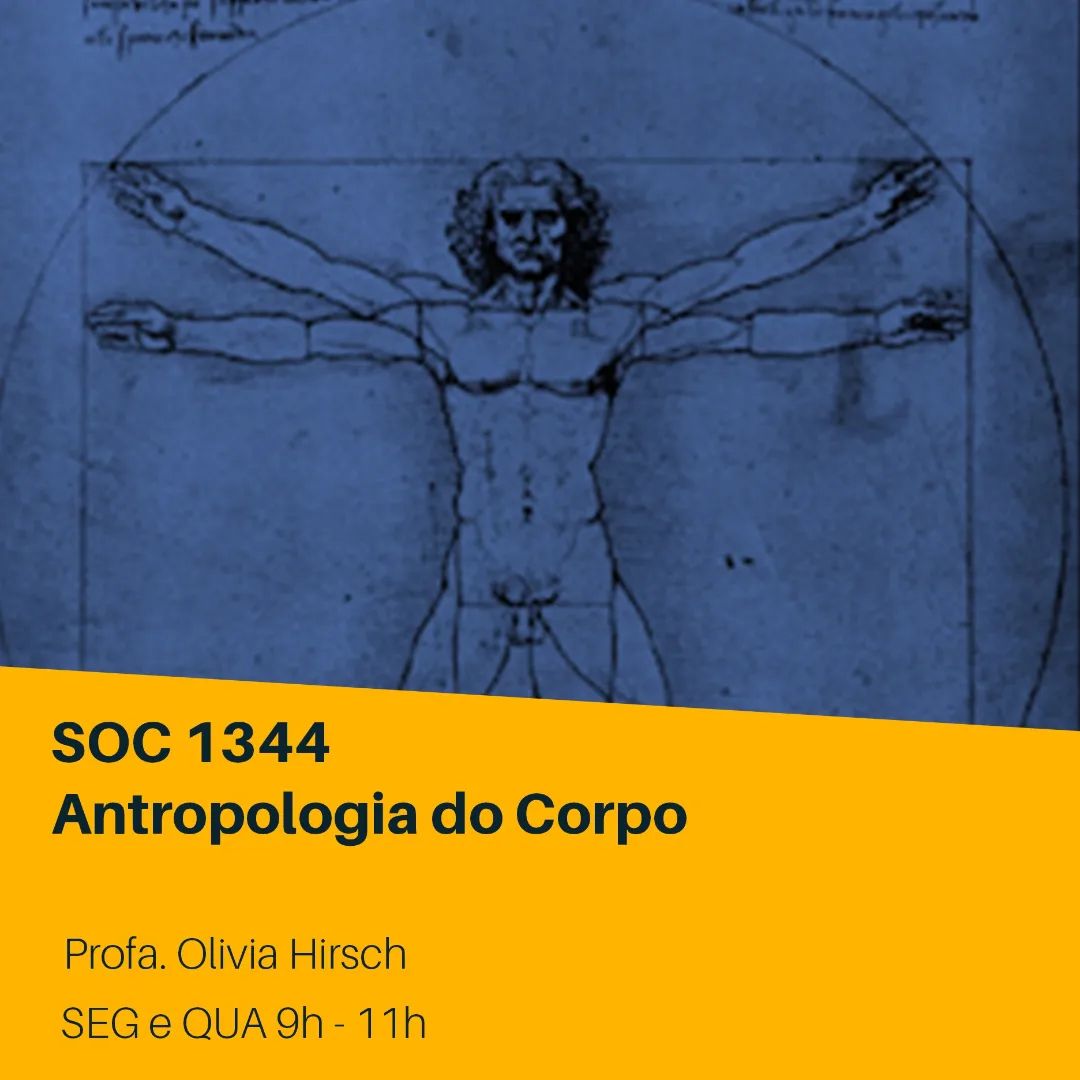 SOC 1344
Antropologia do Corpo
Profa. Olivia Hirsch
SEG e QUA 9h - 11h